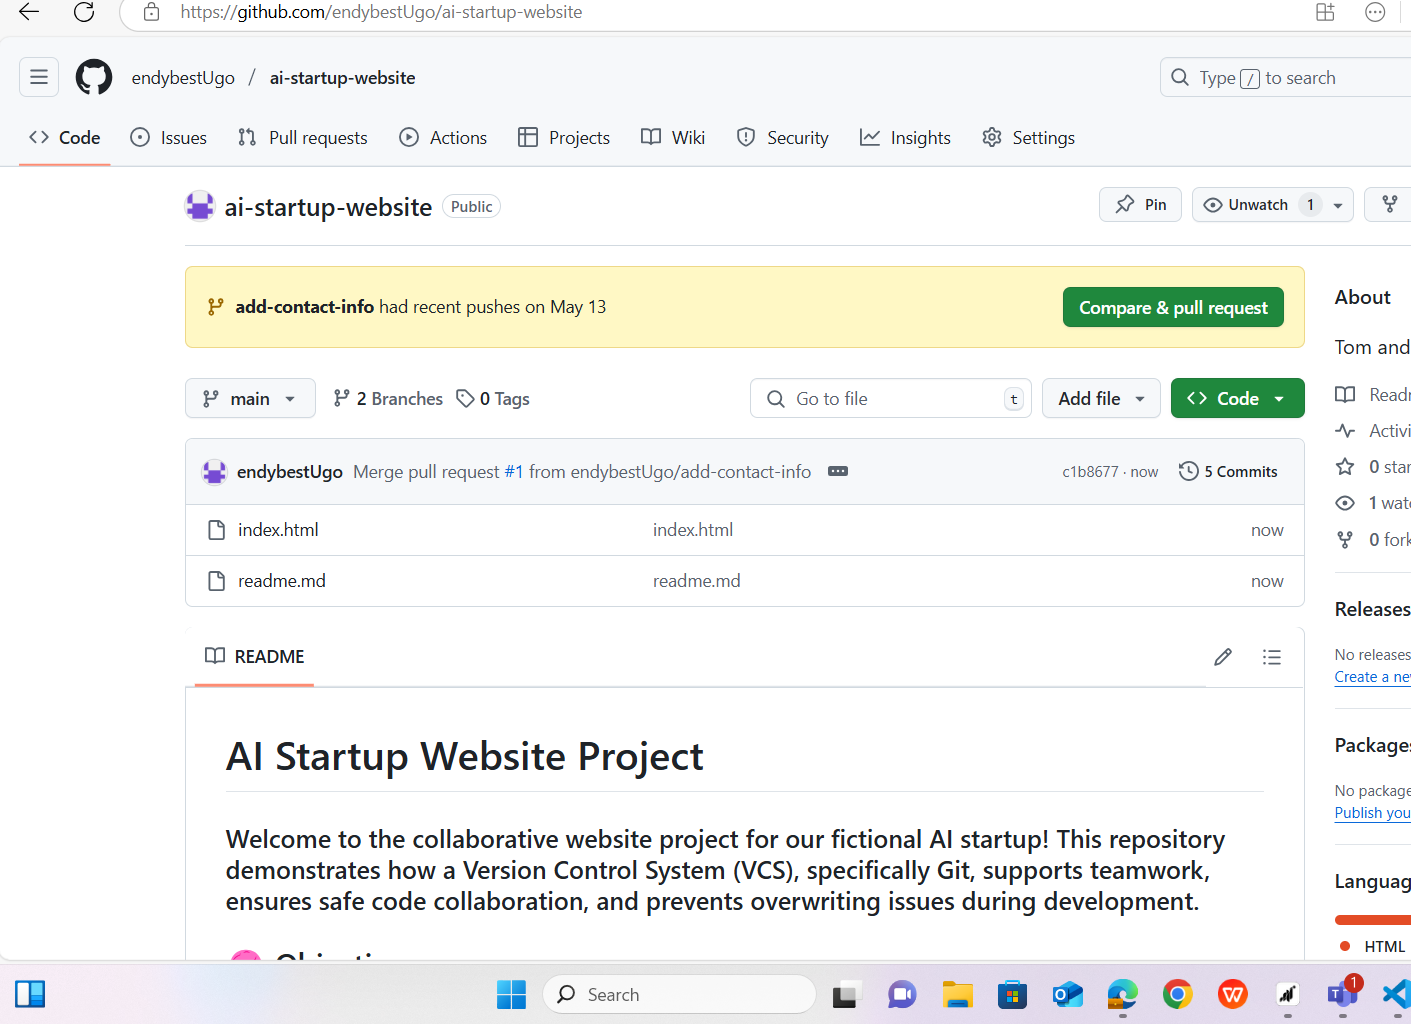 https://github.com/endybestUgo/ai-startup-website
endybestUgo / ai-startup-website
Type / to search
Code Issues Pull requests Actions Projects Wiki Security Insights Settings
ai-startup-website Public
Pin Unwatch 1
add-contact-info had recent pushes on May 13
Compare & pull request
About
Tom and
main 2 Branches 0 Tags
Go to file t
Add file
Code
Activi
0 star
1 wat
0 fork
endybestUgo Merge pull request #1 from endybestUgo/add-contact-info
c1b8677 · now 5 Commits
index.html index.html now
readme.md readme.md now
Releases
No releases
Create a ne
README
Packages
No package
Publish you
AI Startup Website Project
Welcome to the collaborative website project for our fictional AI startup! This repository
demonstrates how a Version Control System (VCS), specifically Git, supports teamwork,
ensures safe code collaboration, and prevents overwriting issues during development.
Languag
HTML
Search
1